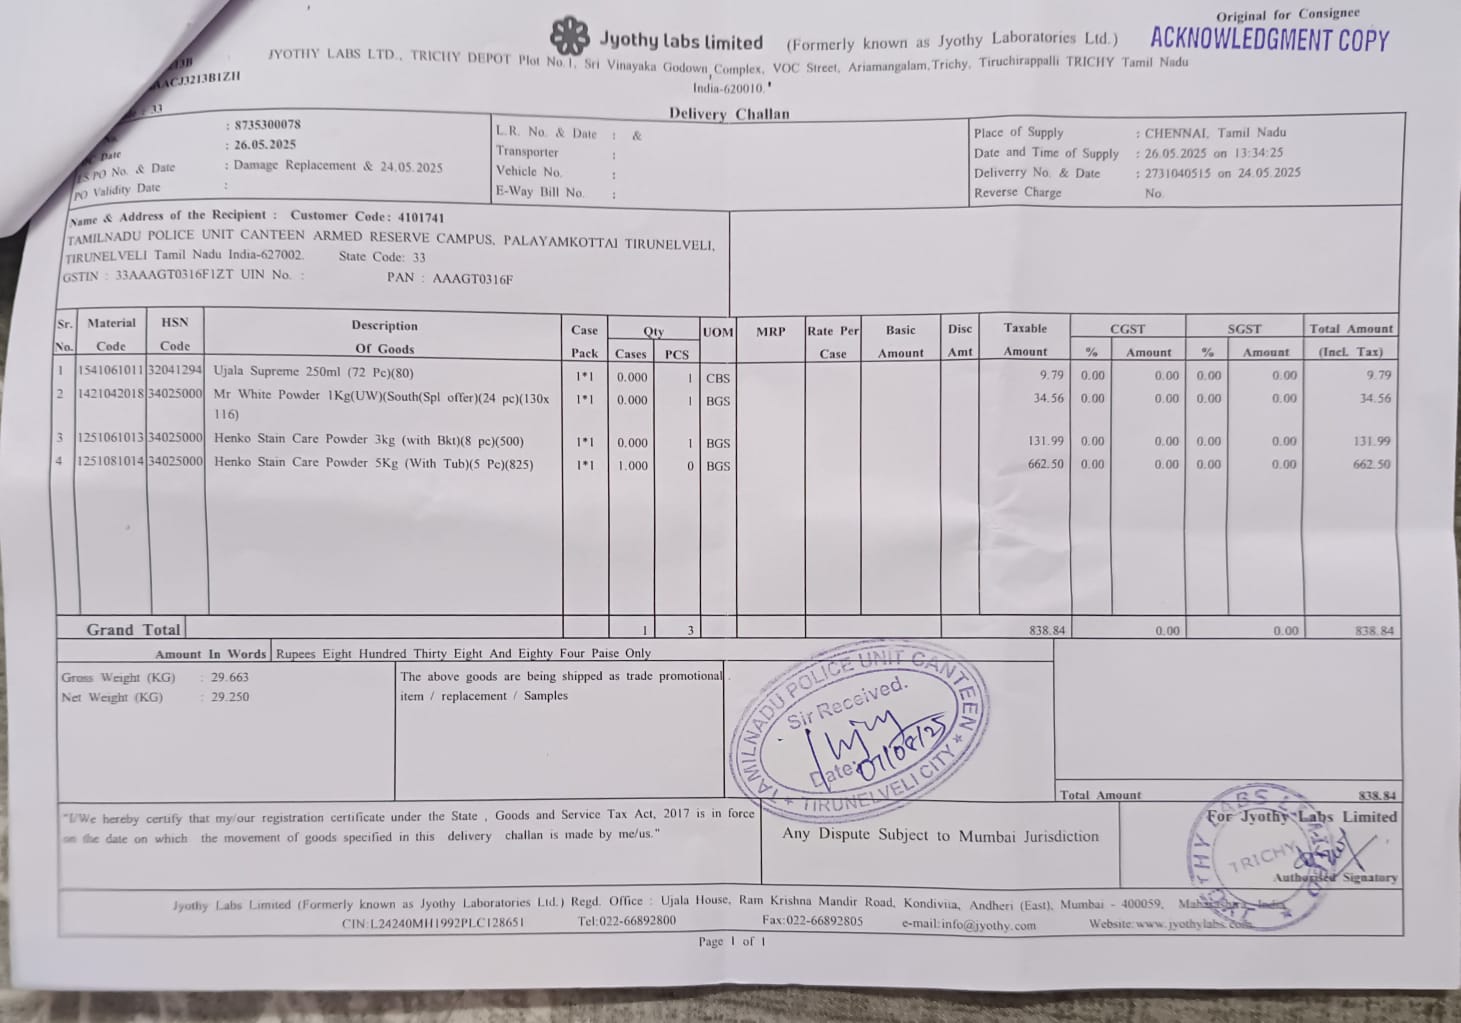 Original for Consignee
ACKNOWLEDGMENT COPY
Jyothy labs limited (Formerly known as Jyothy Laboratories Ltd.)
JYOTHY LABS LTD., TRICHY DEPOT Plot No.1, Sri Vinayaka Godown Complex, VOC Street, Ariamangalam,Trichy, Tiruchirappalli TRICHY Tamil Nadu
India-620010.
Delivery Challan
: 33
: 8735300078
Date : 26.05.2025
PO No. & Date : Damage Replacement & 24.05.2025
PO Validity Date :
L.R. No. & Date : &
Transporter :
Vehicle No. :
E-Way Bill No. :
Place of Supply : CHENNAI, Tamil Nadu
Date and Time of Supply : 26.05.2025 on 13:34:25
Deliverry No. & Date : 2731040515 on 24.05.2025
Reverse Charge No.
Name & Address of the Recipient : Customer Code: 4101741
TAMILNADU POLICE UNIT CANTEEN ARMED RESERVE CAMPUS, PALAYAMKOTTAI TIRUNELVELI,
TIRUNELVELI Tamil Nadu India-627002. State Code: 33
GSTIN : 33AAAGT0316F1ZT UIN No. : PAN : AAAGT0316F
Sr. No. Material Code HSN Code Description Of Goods Case Pack Qty Cases PCS UOM MRP Rate Per Case Basic Amount Disc Amt Taxable Amount CGST % Amount SGST % Amount Total Amount (Incl. Tax)
1 1541061011 32041294 Ujala Supreme 250ml (72 Pc)(80) 1*1 0.000 1 CBS 9.79 0.00 0.00 0.00 0.00 9.79
2 1421042018 34025000 Mr White Powder 1Kg(UW)(South(Spl offer)(24 pc)(130x 1*1 0.000 1 BGS 34.56 0.00 0.00 0.00 0.00 34.56
116)
3 1251061013 34025000 Henko Stain Care Powder 3kg (with Bkt)(8 pc)(500) 1*1 0.000 1 BGS 131.99 0.00 0.00 0.00 0.00 131.99
4 1251081014 34025000 Henko Stain Care Powder 5Kg (With Tub)(5 Pc)(825) 1*1 1.000 0 BGS 662.50 0.00 0.00 0.00 0.00 662.50
Grand Total 1 3 838.84 0.00 0.00 838.84
Amount In Words Rupees Eight Hundred Thirty Eight And Eighty Four Paise Only
Gross Weight (KG) : 29.663
Net Weight (KG) : 29.250
The above goods are being shipped as trade promotional
item / replacement / Samples
TAMILNADU POLICE UNIT CANTEEN
Sir Received.
Date: 07/08/25
★ TIRUNELVELI CITY ★
Total Amount 838.84
"I/We hereby certify that my/our registration certificate under the State , Goods and Service Tax Act, 2017 is in force
on the date on which the movement of goods specified in this delivery challan is made by me/us."
Any Dispute Subject to Mumbai Jurisdiction
For Jyothy Labs Limited
TRICHY
Authorised Signatory
Jyothy Labs Limited (Formerly known as Jyothy Laboratories Ltd.) Regd. Office : Ujala House, Ram Krishna Mandir Road, Kondiviia, Andheri (East), Mumbai - 400059, Maharashtra, India
CIN:L24240MH1992PLC128651 Tel:022-66892800 Fax:022-66892805 e-mail:info@jyothy.com Website:www.jyothylabs.com
Page 1 of 1